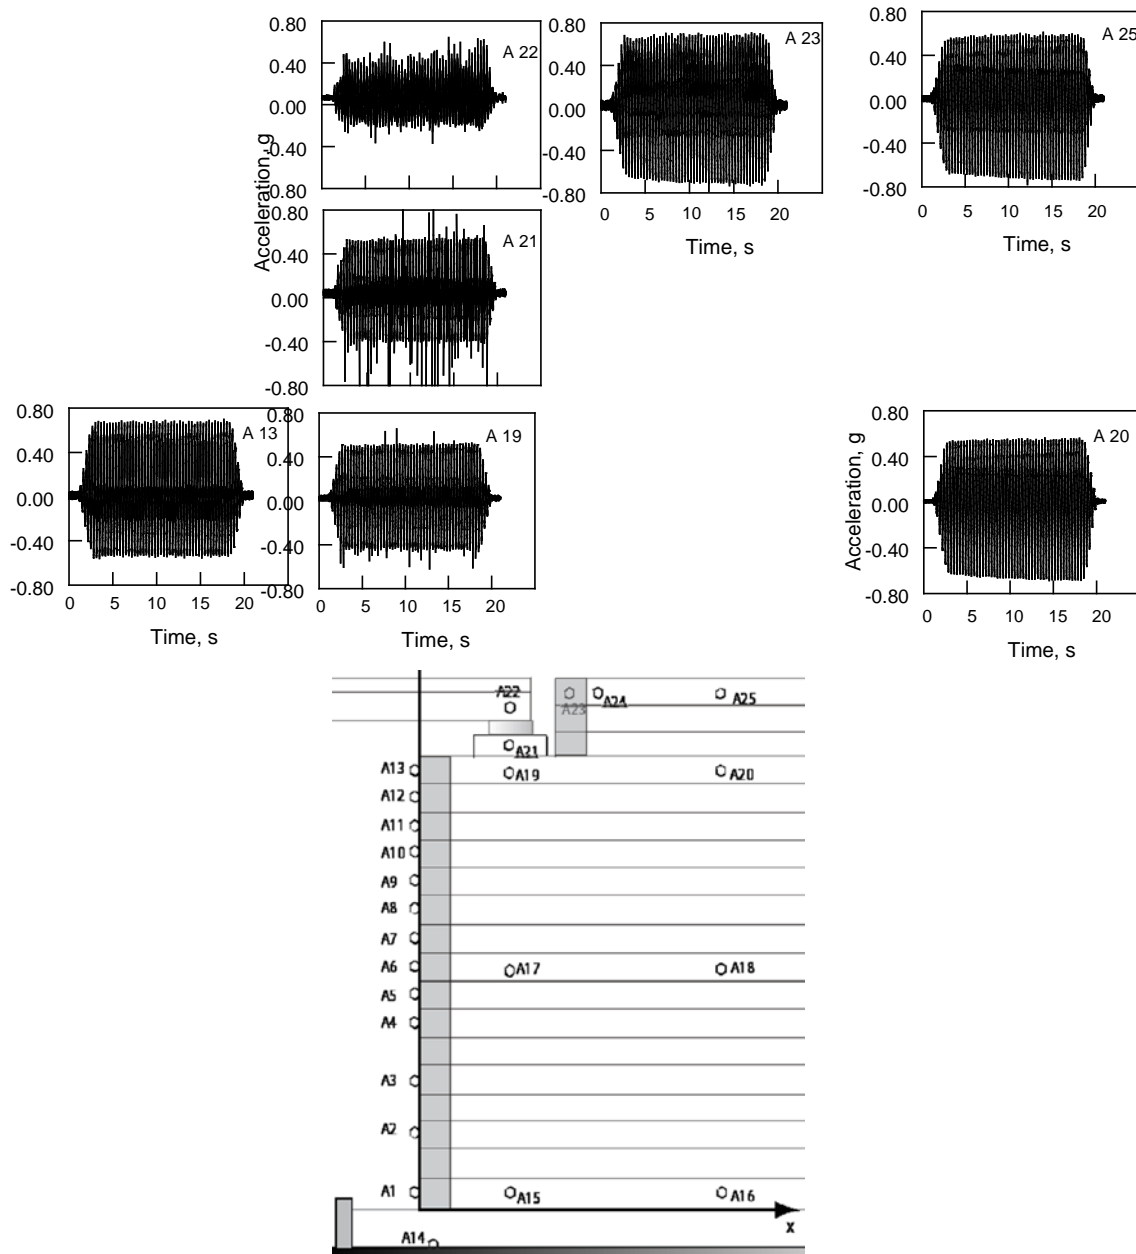 0.80
0.40
0.00
0.40
0.80
A 22
0.80
0.40
0.00
-0.40
-0.80
A 23
0 5 10 15 20
Time, s
0.80
0.40
0.00
-0.40
-0.80
A 25
0 5 10 15 20
Time, s
Acceleration, g
0.80
0.40
0.00
-0.40
-0.80
A 21
0.80
0.40
0.00
-0.40
-0.80
A 13
0 5 10 15 20
Time, s
0.80
0.40
0.00
-0.40
-0.80
A 19
0 5 10 15 20
Time, s
Acceleration, g
0.80
0.40
0.00
-0.40
-0.80
A 20
0 5 10 15 20
Time, s
A22
A23 A24 A25
A21
A13 A19 A20
A12
A11
A10
A9
A8
A7
A6 A17 A18
A5
A4
A3
A2
A1 A15 A16
x
A14